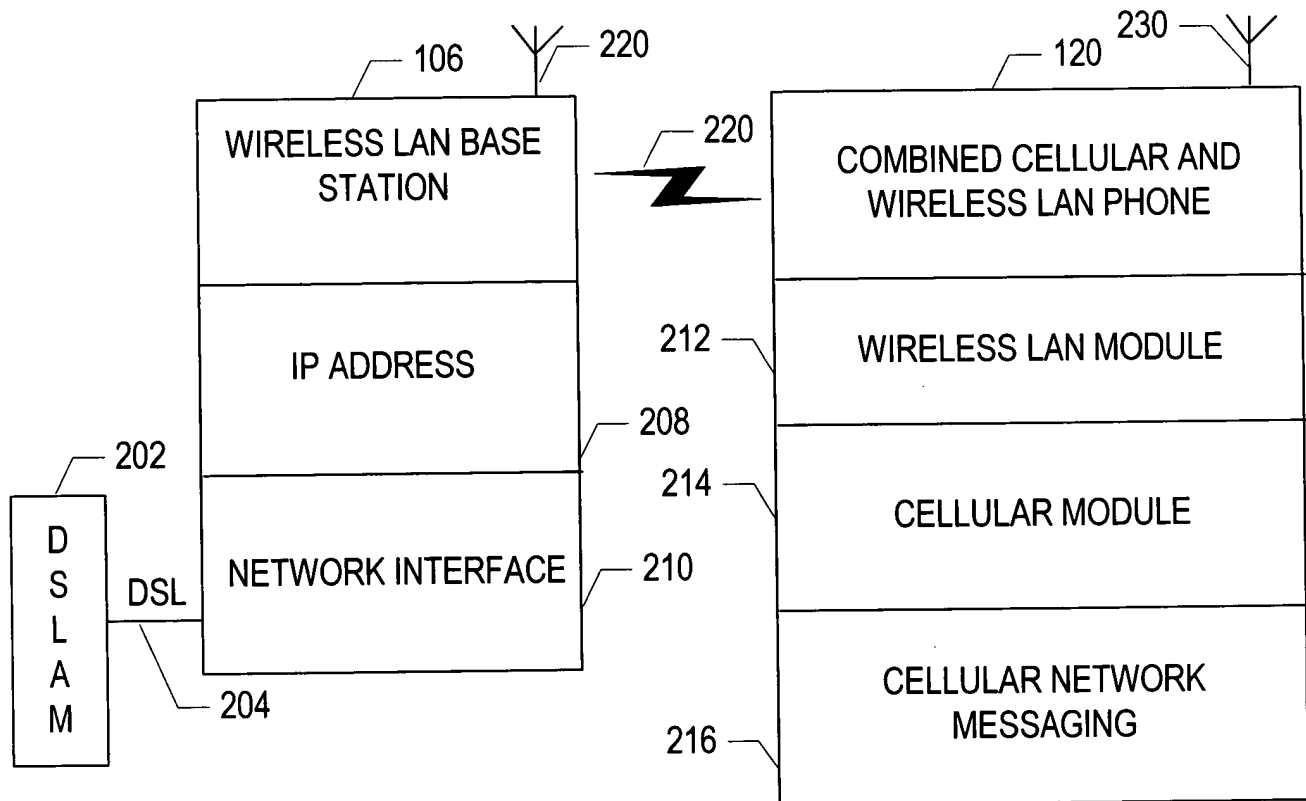 106
220
WIRELESS LAN BASE
STATION
IP ADDRESS
208
NETWORK INTERFACE
210
202
D
S
L
A
M
DSL
204
220
230
120
COMBINED CELLULAR AND
WIRELESS LAN PHONE
212
WIRELESS LAN MODULE
214
CELLULAR MODULE
CELLULAR NETWORK
MESSAGING
216